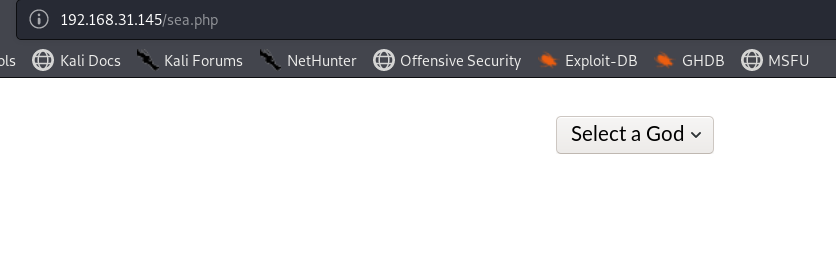 192.168.31.145/sea.php
ols Kali Docs Kali Forums NetHunter Offensive Security Exploit-DB GHDB MSFU
Select a God